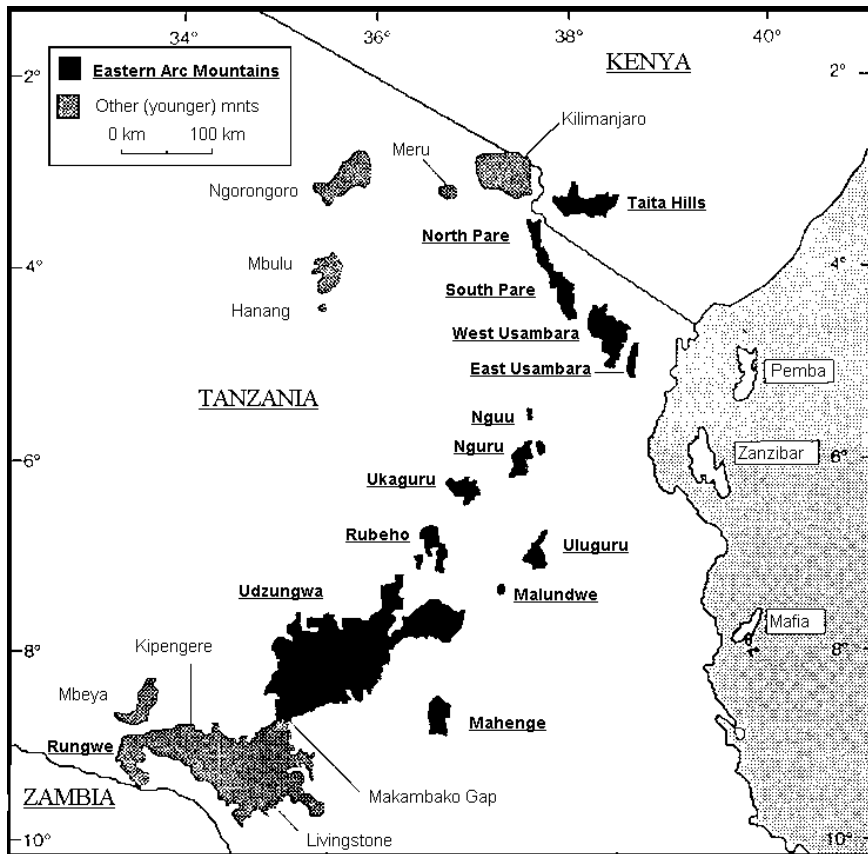 34°
36°
38°
40°
2°
2°
Eastern Arc Mountains
Other (younger) mnts
0 km
100 km
KENYA
Kilimanjaro
Meru
Ngorongoro
Taita Hills
North Pare
Mbulu
4°
4°
South Pare
Hanang
West Usambara
East Usambara
Pemba
TANZANIA
Nguu
Nguru
Zanzibar
6°
6°
Ukaguru
Rubeho
Uluguru
Udzungwa
Malundwe
Mafia
8°
8°
Kipengere
Mbeya
Mahenge
Rungwe
ZAMBIA
Makambako Gap
Livingstone
10°
10°